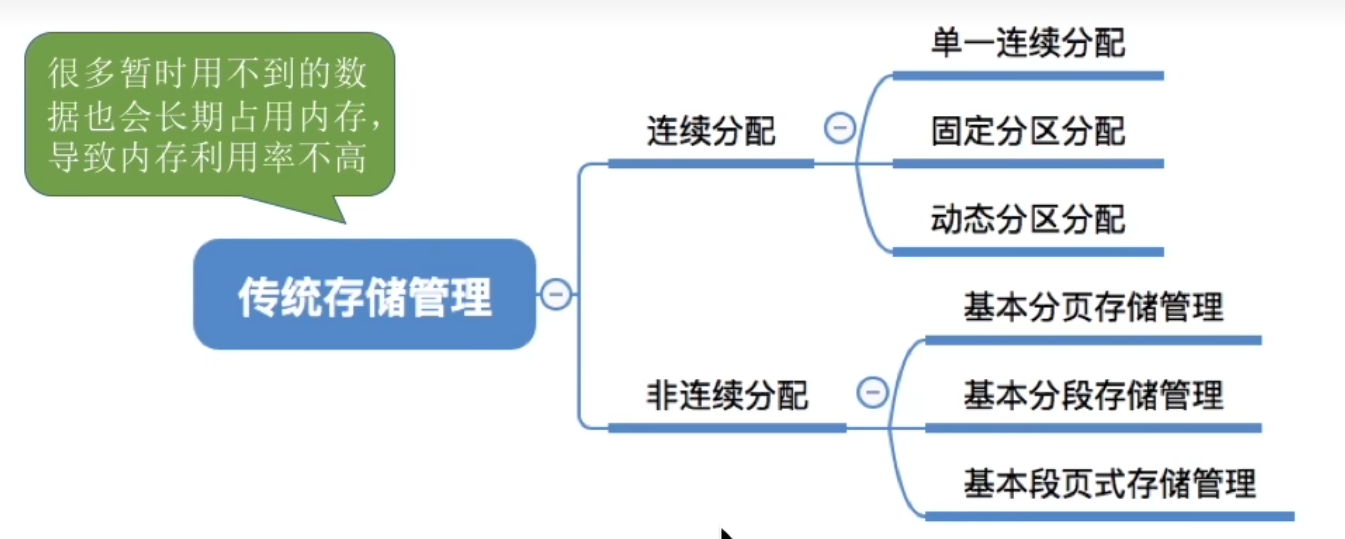 很多暂时用不到的数
据也会长期占用内存，
导致内存利用率不高
传统存储管理
连续分配
单一连续分配
固定分区分配
动态分区分配
非连续分配
基本分页存储管理
基本分段存储管理
基本段页式存储管理